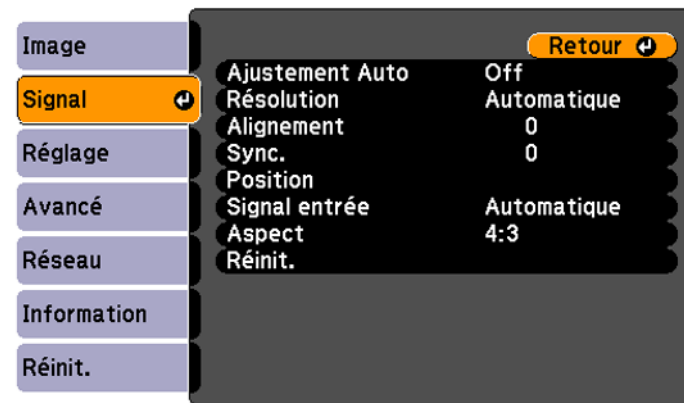 Image
Signal
Réglage
Avancé
Réseau
Information
Réinit.
Retour
Ajustement Auto Off
Résolution Automatique
Alignement 0
Sync. 0
Position
Signal entrée Automatique
Aspect 4:3
Réinit.